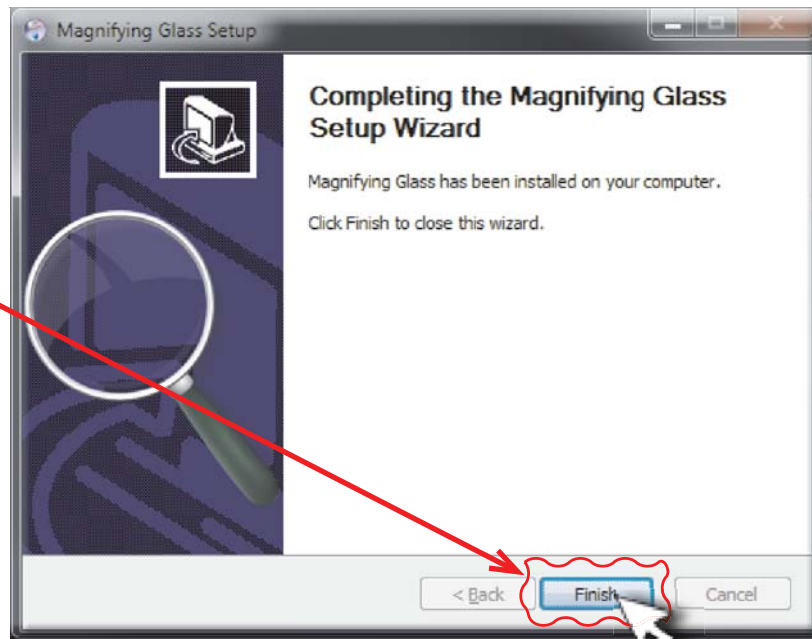 Magnifying Glass Setup
Completing the Magnifying Glass
Setup Wizard
Magnifying Glass has been installed on your computer.
Click Finish to close this wizard.
< Back
Finish
Cancel